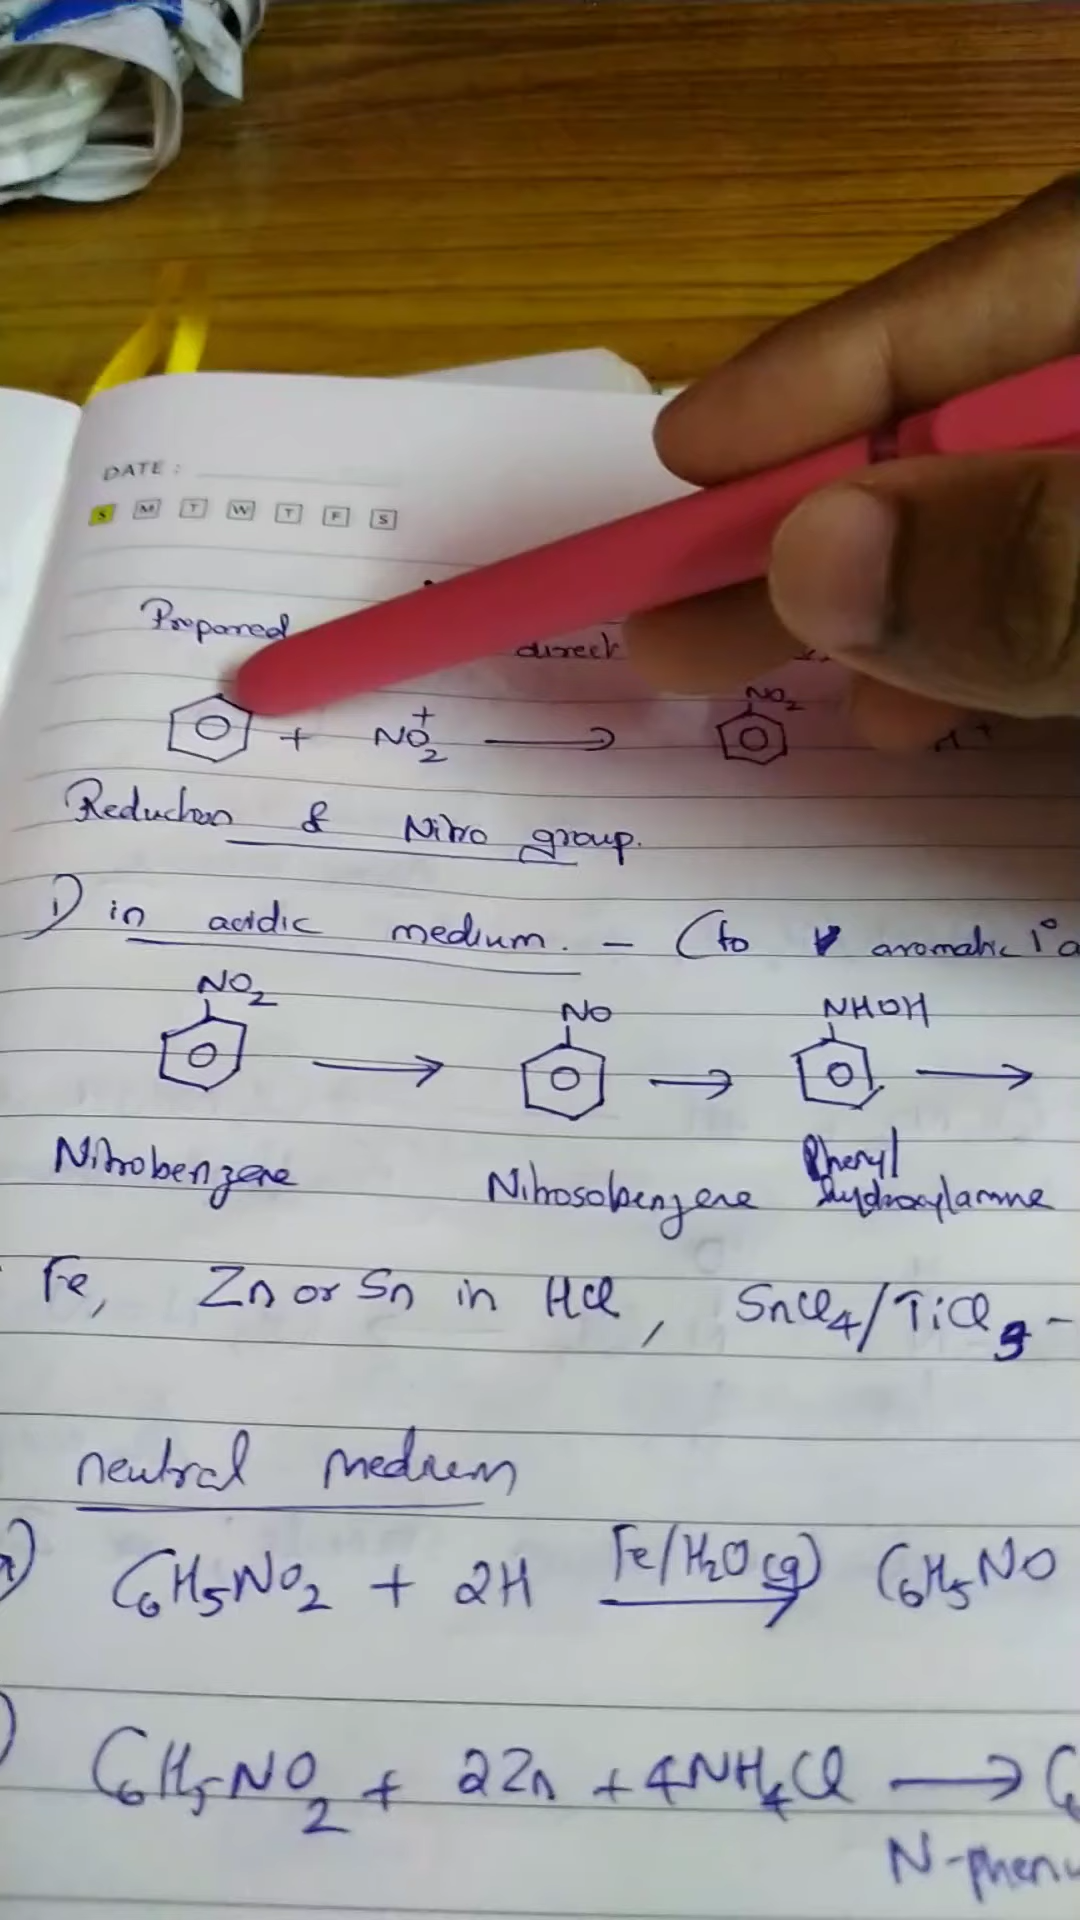 DATE :
S M T W T F S
Prepared direct
+ NO2+ → NO2 H+
Reduction & Nitro group.
1) in acidic medium. - (to aromatic 1°
NO2 → NO → NHOH →
Nitrobenzene Nitrosobenzene Phenyl hydroxylamine
Fe, Zn or Sn in HCl, SnCl4/TiCl3 -
neutral medium
C6H5NO2 + 2H Fe/H2O(g) → C6H5NO
C6H5NO2 + 2Zn + 4NH4Cl → C6
N-phenyl